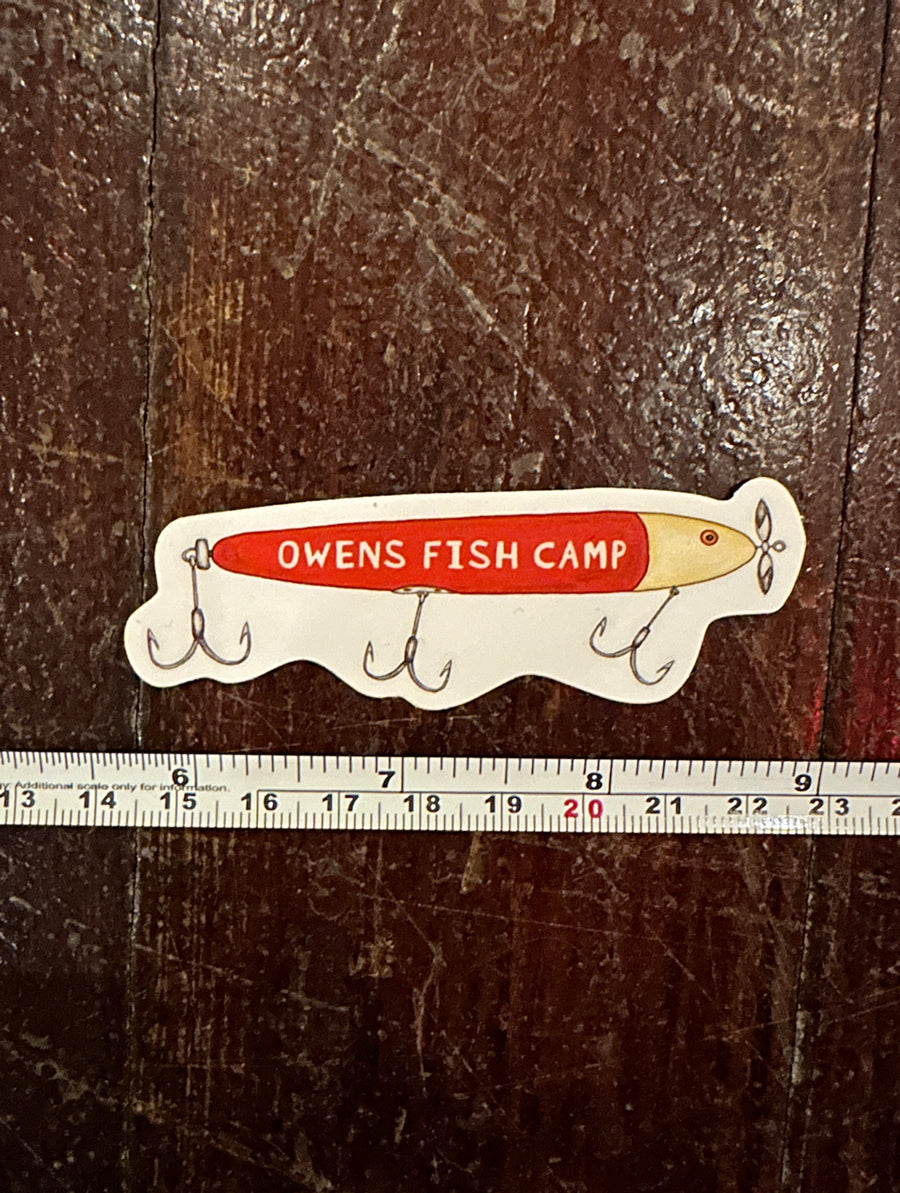 OWENS FISH CAMP
6 7 8 9
Additional scale only for information.
13 14 15 16 17 18 19 20 21 22 23